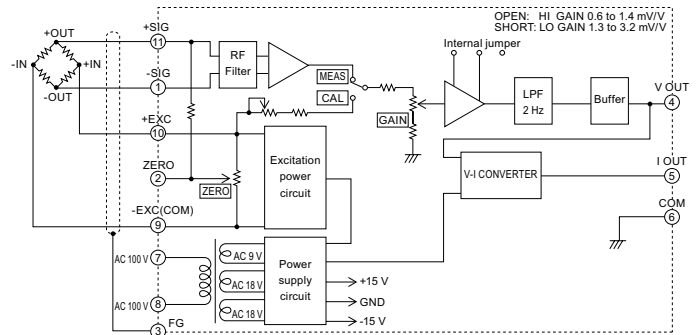 OPEN: HI GAIN 0.6 to 1.4 mV/V
SHORT: LO GAIN 1.3 to 3.2 mV/V
Internal jumper
+SIG
11
+OUT
-IN
+IN
-OUT
-SIG
1
RF
Filter
MEAS
CAL
GAIN
LPF
2 Hz
Buffer
V OUT
4
+EXC
10
ZERO
2
ZERO
Excitation
power
circuit
V-I CONVERTER
I OUT
5
COM
6
-EXC(COM)
9
AC 100 V
7
AC 100 V
8
FG
3
AC 9 V
AC 18 V
AC 18 V
Power
supply
circuit
+15 V
GND
-15 V